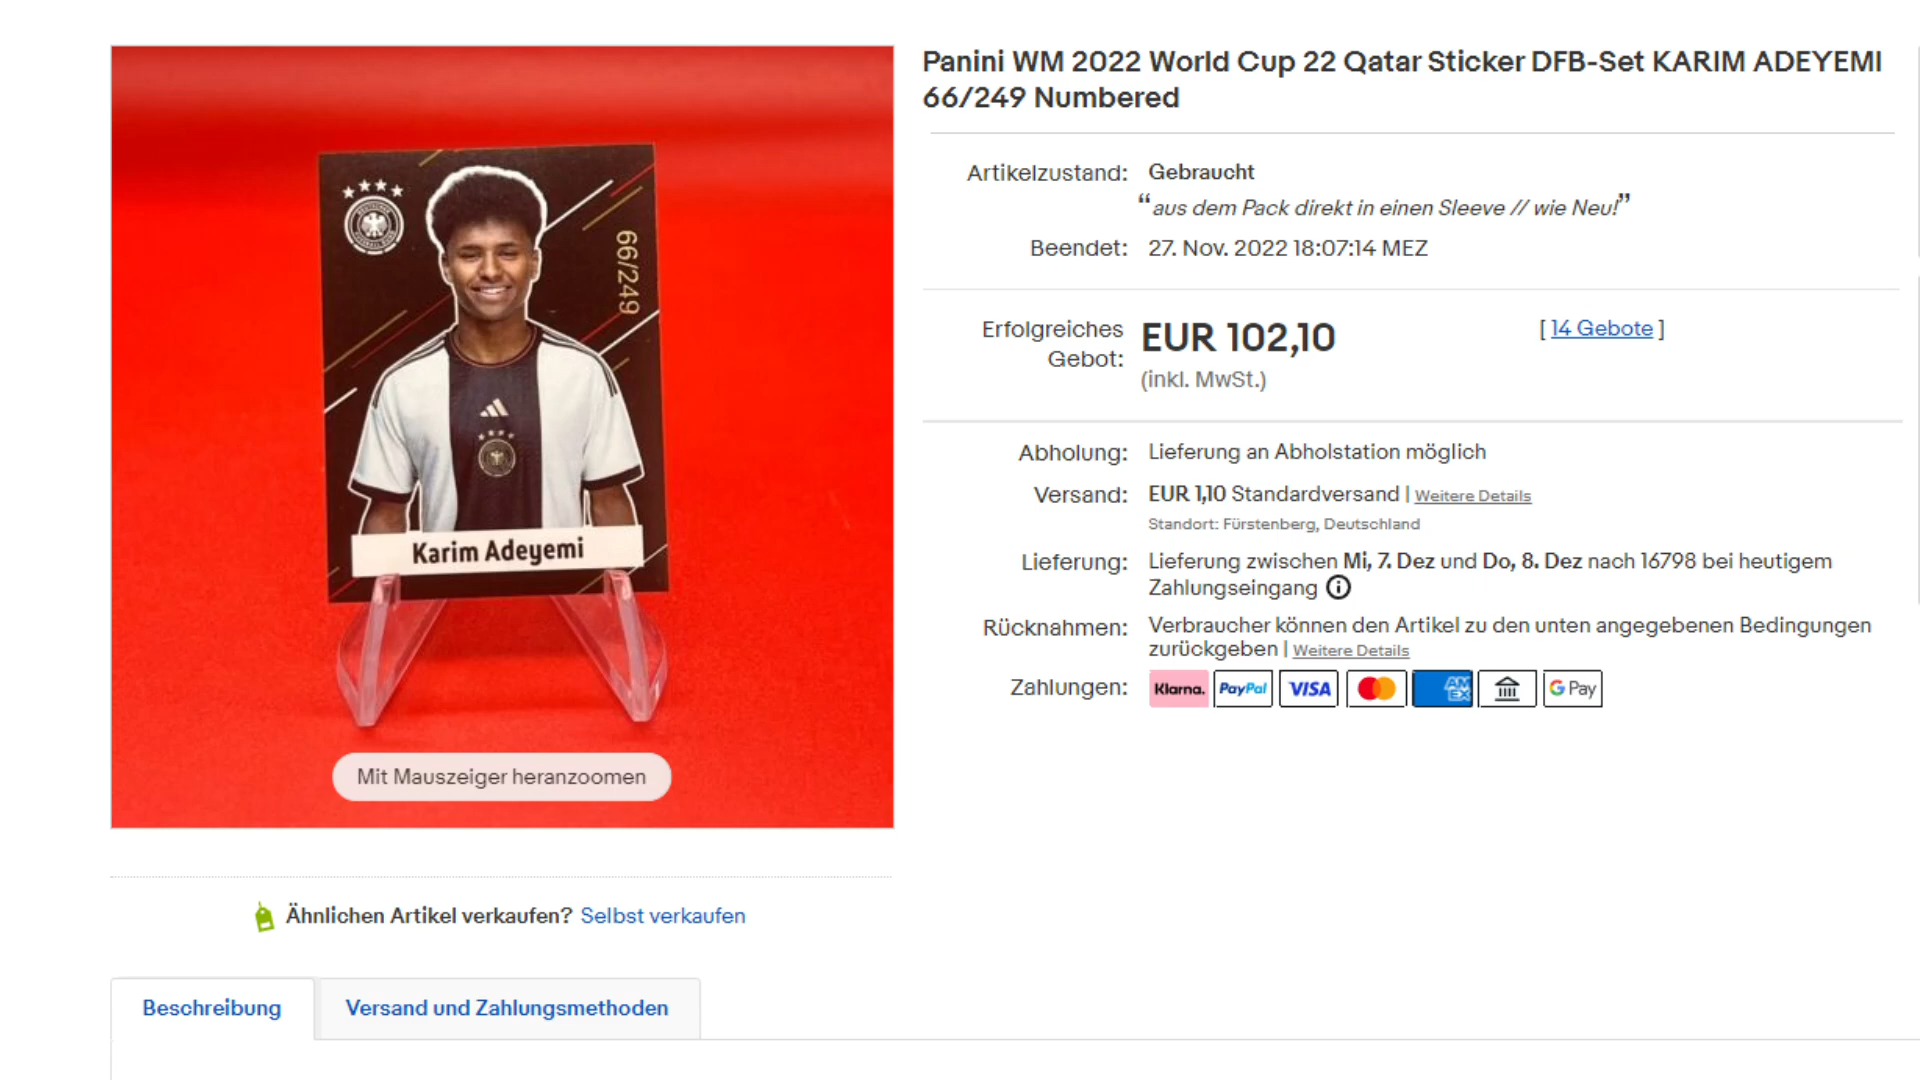 Panini WM 2022 World Cup 22 Qatar Sticker DFB-Set KARIM ADEYEMI
66/249 Numbered
66/249
Karim Adeyemi
Mit Mauszeiger heranzoomen
Artikelzustand: Gebraucht
“aus dem Pack direkt in einen Sleeve // wie Neu!”
Beendet: 27. Nov. 2022 18:07:14 MEZ
Erfolgreiches
Gebot: EUR 102,10 [ 14 Gebote ]
(inkl. MwSt.)
Abholung: Lieferung an Abholstation möglich
Versand: EUR 1,10 Standardversand | Weitere Details
Standort: Fürstenberg, Deutschland
Lieferung: Lieferung zwischen Mi, 7. Dez und Do, 8. Dez nach 16798 bei heutigem
Zahlungseingang
Rücknahmen: Verbraucher können den Artikel zu den unten angegebenen Bedingungen
zurückgeben | Weitere Details
Zahlungen: Klarna. PayPal VISA AMEX G Pay
Ähnlichen Artikel verkaufen? Selbst verkaufen
Beschreibung Versand und Zahlungsmethoden